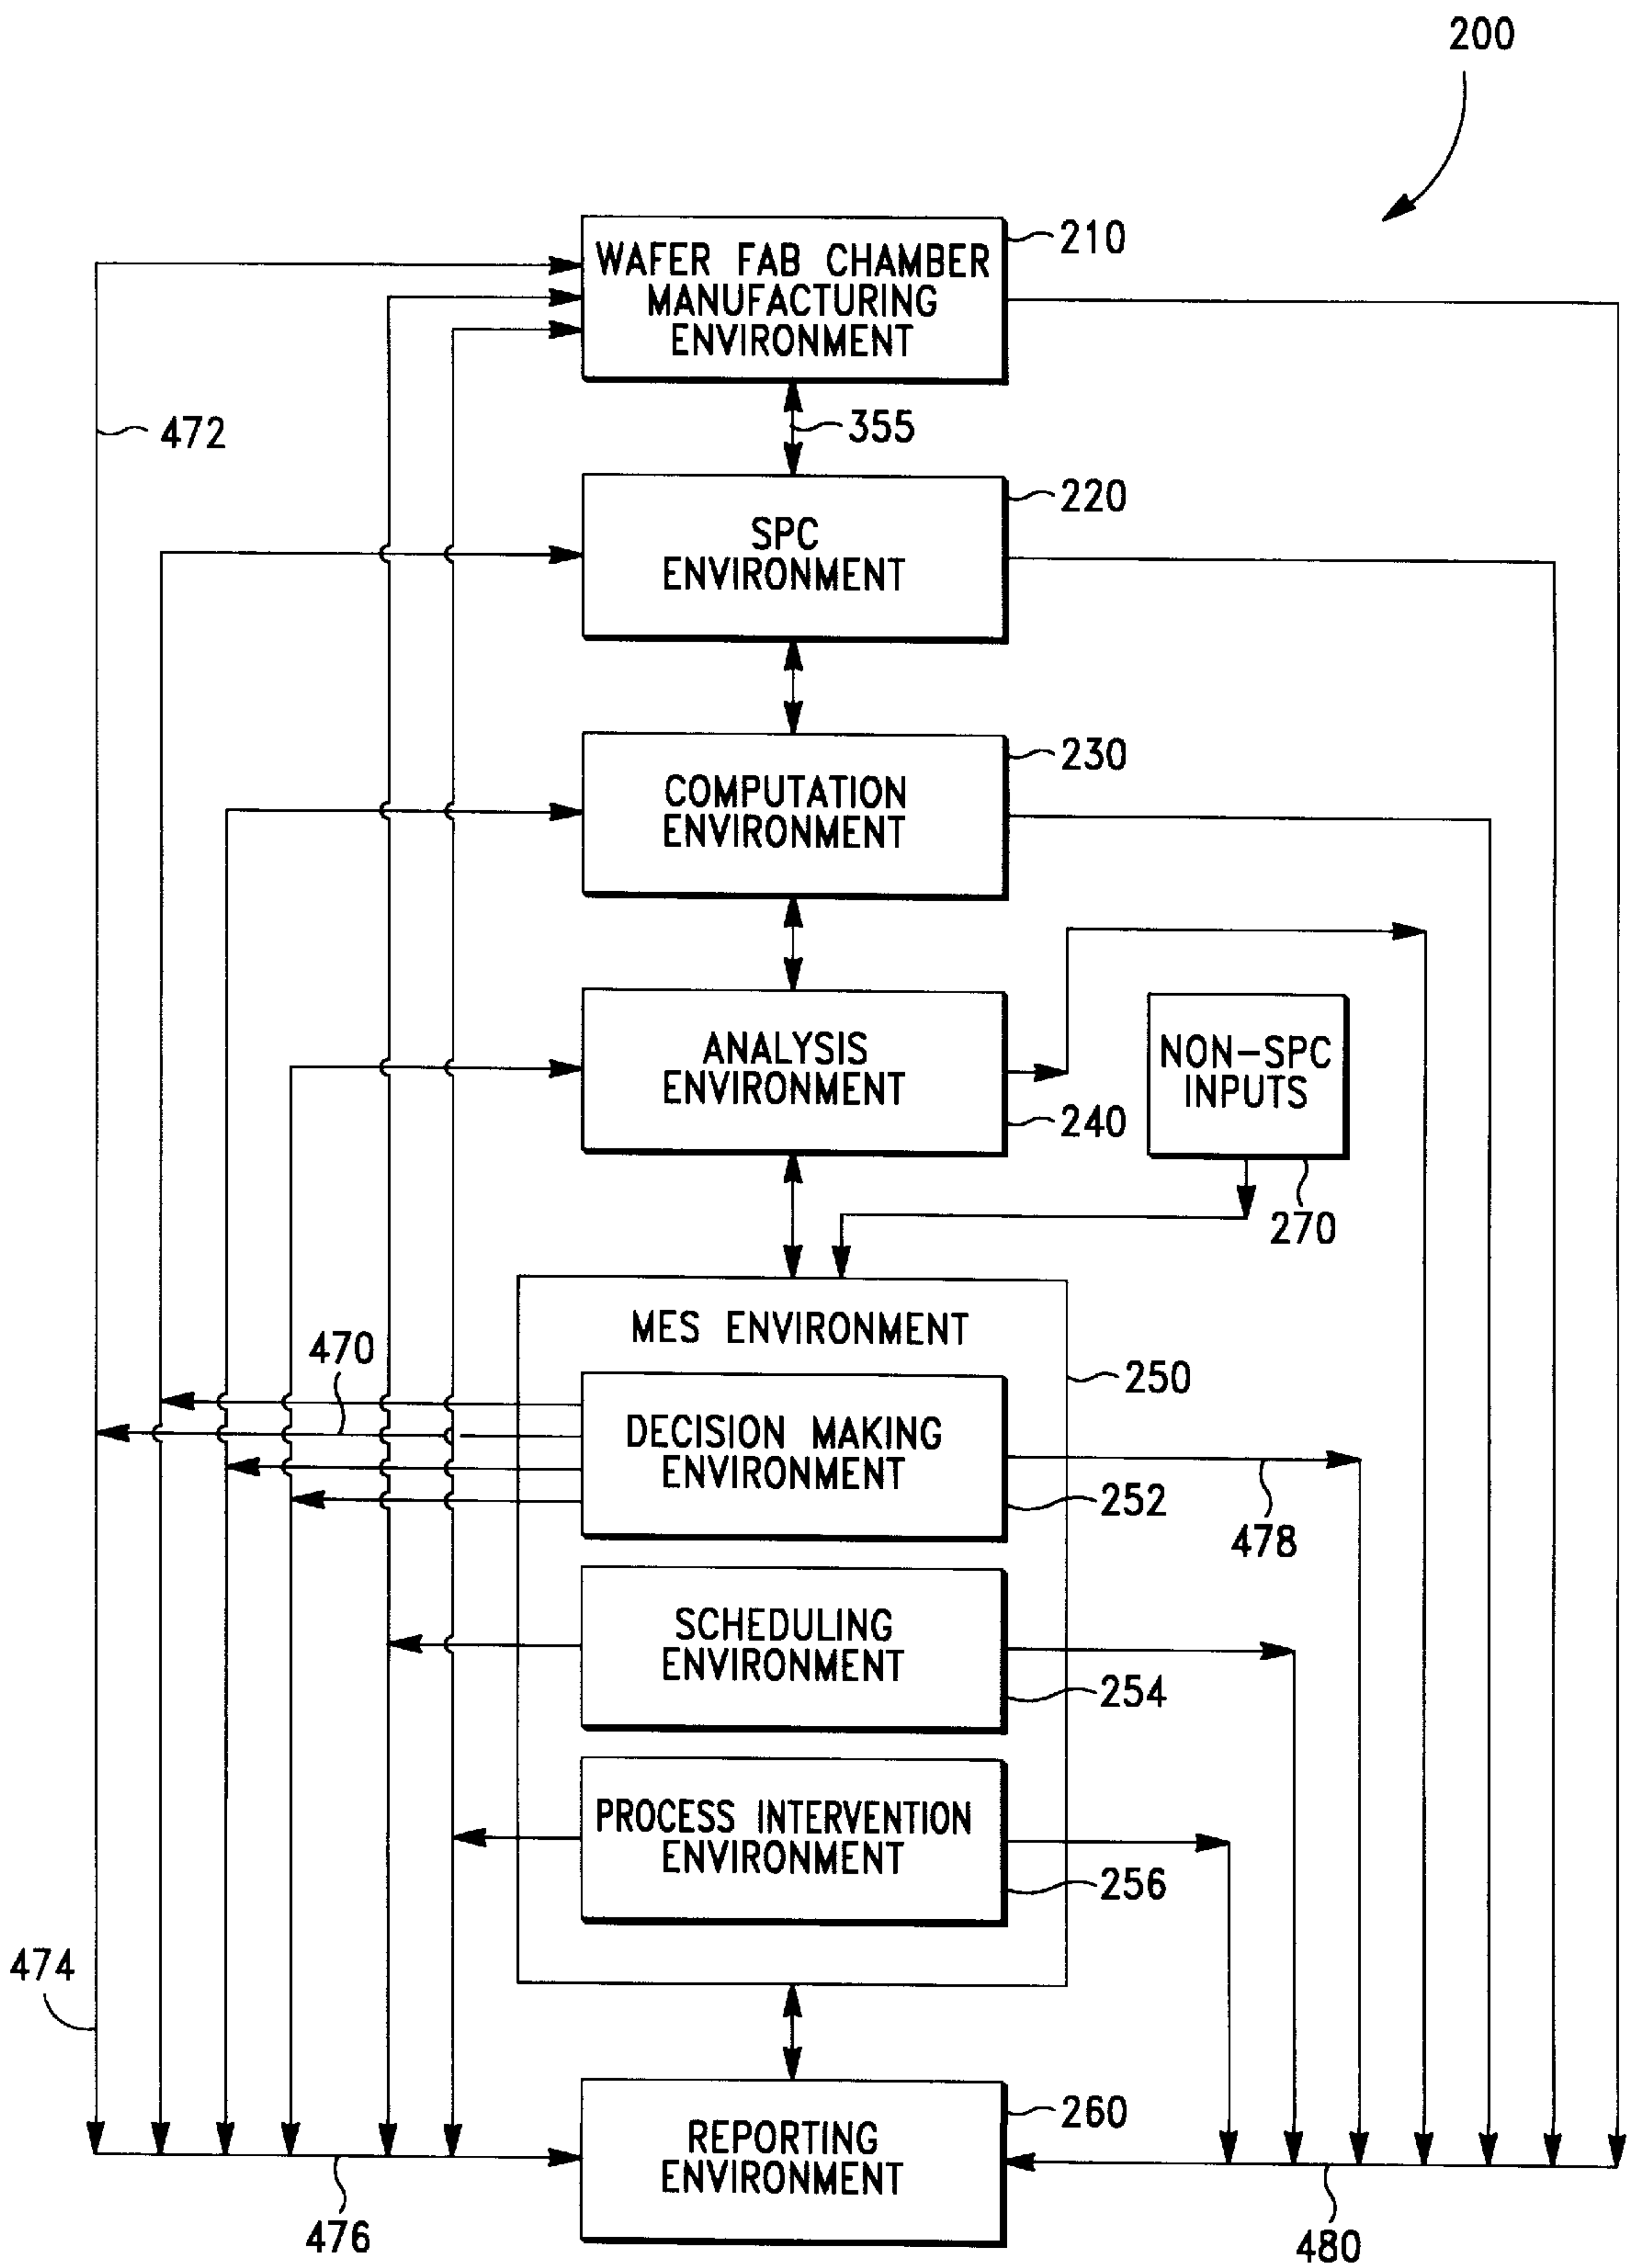 200
WAFER FAB CHAMBER
MANUFACTURING
ENVIRONMENT
210
472
355
SPC
ENVIRONMENT
220
COMPUTATION
ENVIRONMENT
230
ANALYSIS
ENVIRONMENT
240
NON-SPC
INPUTS
270
MES ENVIRONMENT
250
470
DECISION MAKING
ENVIRONMENT
252
478
SCHEDULING
ENVIRONMENT
254
PROCESS INTERVENTION
ENVIRONMENT
256
474
REPORTING
ENVIRONMENT
260
476
480